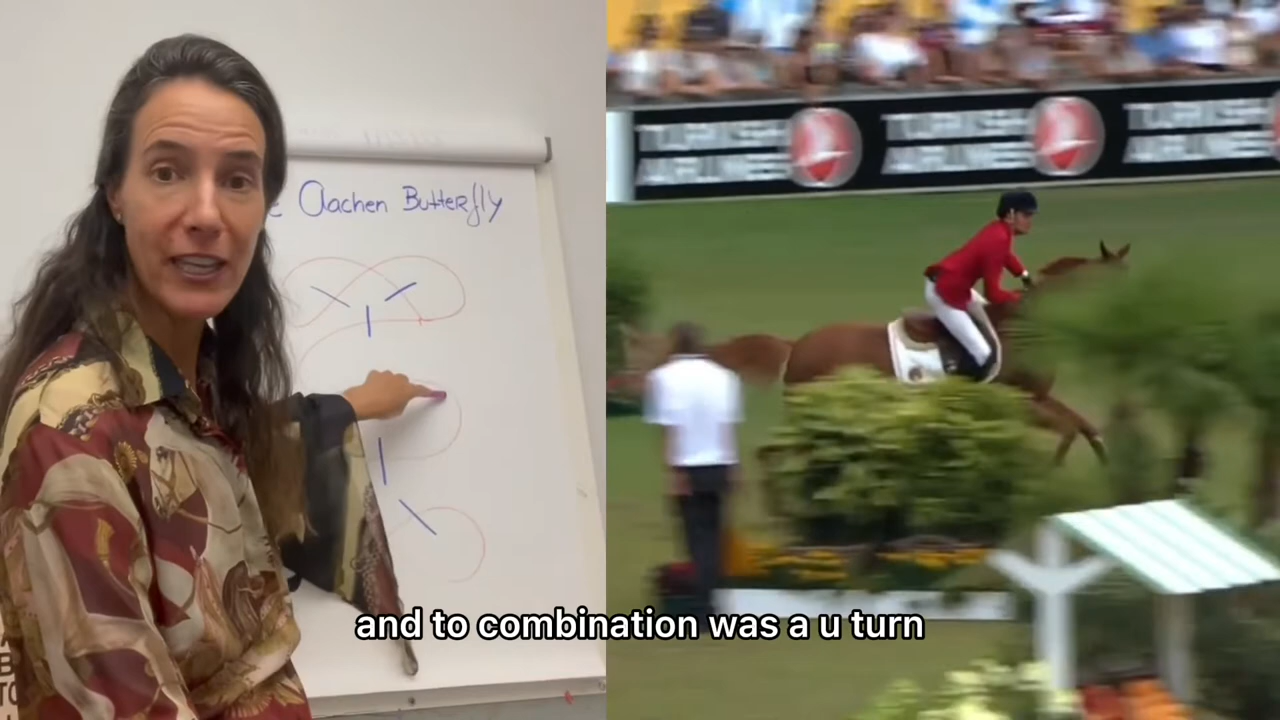 Aachen Butterfly
TURKISH
AIRLINES
TURKISH
AIRLINES
TURKISH
AIRLINES
and to combination was a u turn